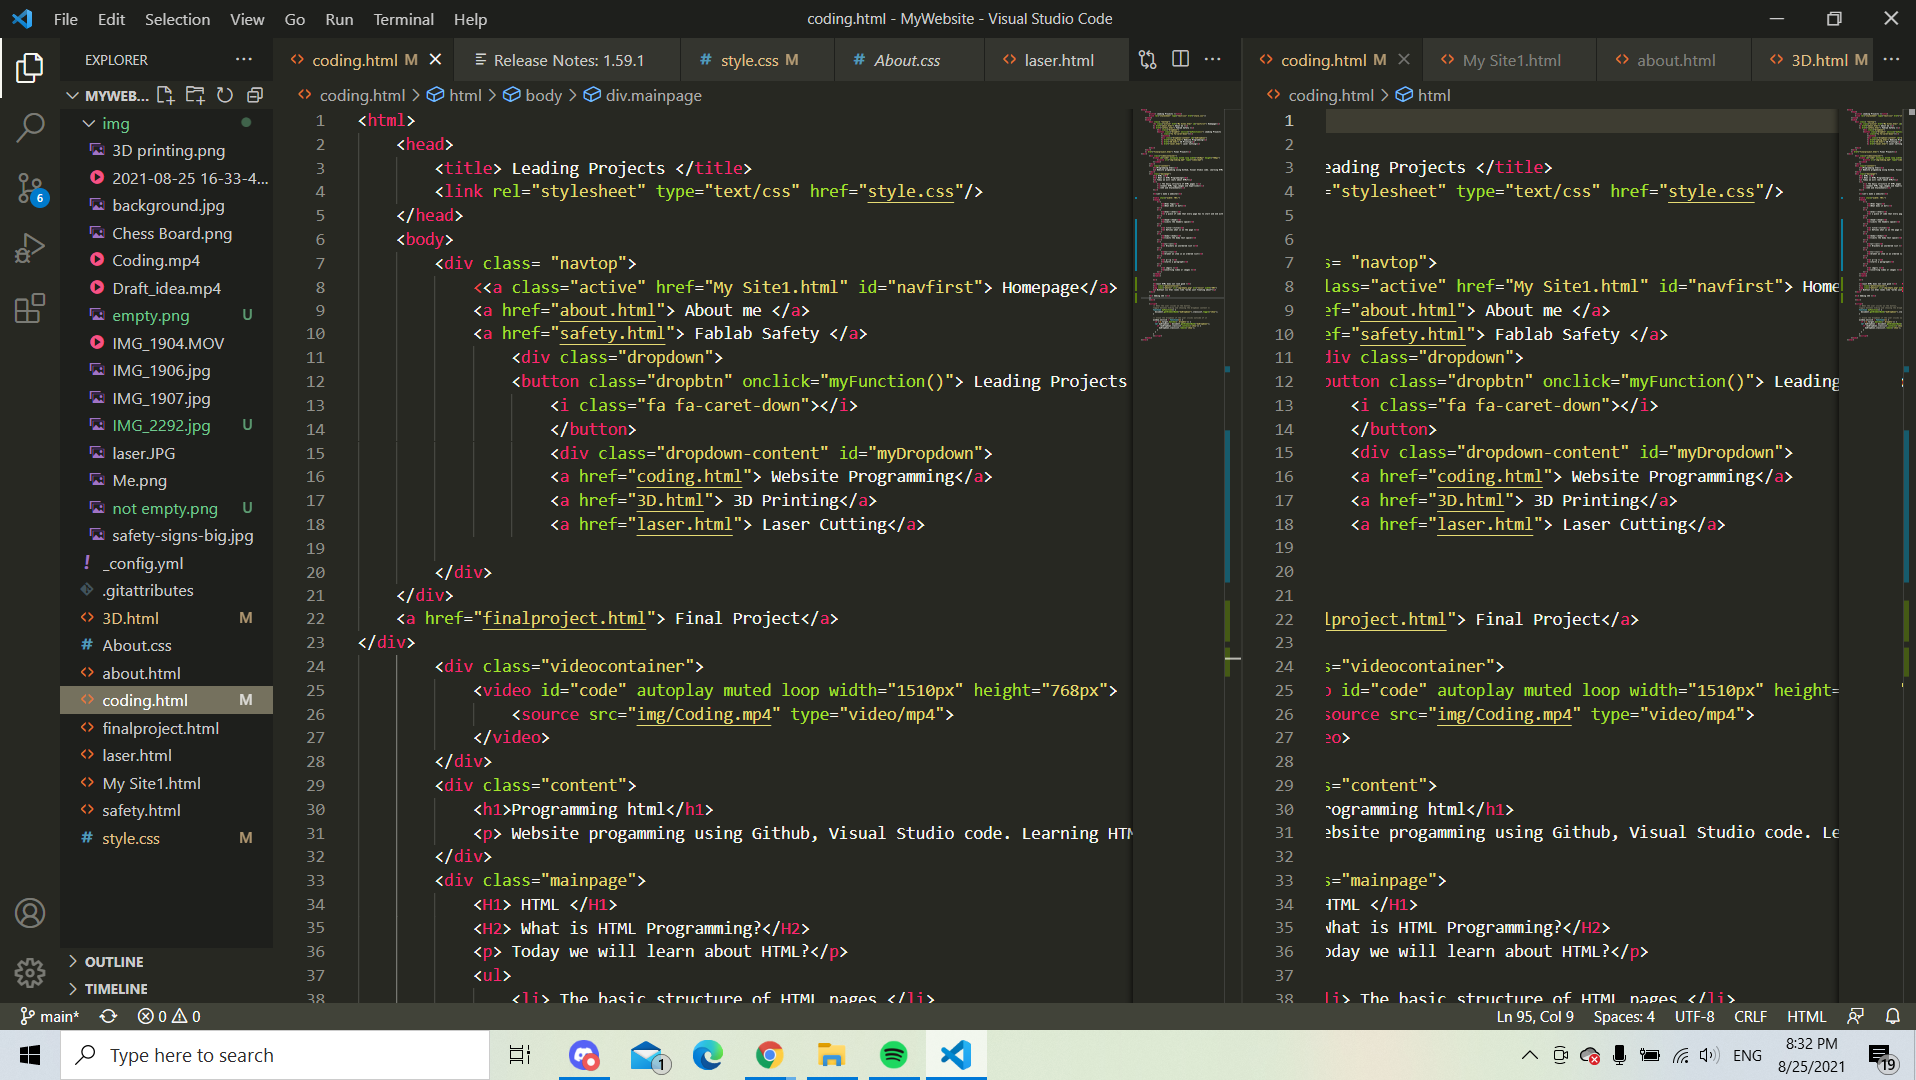 File Edit Selection View Go Run Terminal Help
coding.html - MyWebsite - Visual Studio Code
EXPLORER
MYWEB...
img
3D printing.png
2021-08-25 16-33-4...
background.jpg
Chess Board.png
Coding.mp4
Draft_idea.mp4
empty.png U
IMG_1904.MOV
IMG_1906.jpg
IMG_1907.jpg
IMG_2292.jpg U
laser.JPG
Me.png
not empty.png U
safety-signs-big.jpg
_config.yml
.gitattributes
3D.html M
About.css
about.html
coding.html M
finalproject.html
laser.html
My Site1.html
safety.html
style.css M
OUTLINE
TIMELINE
6
coding.html M
Release Notes: 1.59.1
style.css M
About.css
laser.html
coding.html > html > body > div.mainpage
1 <html>
2 <head>
3 <title> Leading Projects </title>
4 <link rel="stylesheet" type="text/css" href="style.css"/>
5 </head>
6 <body>
7 <div class= "navtop">
8 <<a class="active" href="My Site1.html" id="navfirst"> Homepage</a>
9 <a href="about.html"> About me </a>
10 <a href="safety.html"> Fablab Safety </a>
11 <div class="dropdown">
12 <button class="dropbtn" onclick="myFunction()"> Leading Projects
13 <i class="fa fa-caret-down"></i>
14 </button>
15 <div class="dropdown-content" id="myDropdown">
16 <a href="coding.html"> Website Programming</a>
17 <a href="3D.html"> 3D Printing</a>
18 <a href="laser.html"> Laser Cutting</a>
19
20 </div>
21 </div>
22 <a href="finalproject.html"> Final Project</a>
23 </div>
24 <div class="videocontainer">
25 <video id="code" autoplay muted loop width="1510px" height="768px">
26 <source src="img/Coding.mp4" type="video/mp4">
27 </video>
28 </div>
29 <div class="content">
30 <h1>Programming html</h1>
31 <p> Website progamming using Github, Visual Studio code. Learning HTM
32 </div>
33 <div class="mainpage">
34 <H1> HTML </H1>
35 <H2> What is HTML Programming?</H2>
36 <p> Today we will learn about HTML?</p>
37 <ul>
38 <li> The basic structure of HTML pages </li>
coding.html M
My Site1.html
about.html
3D.html M
coding.html > html
1
2
3 eading Projects </title>
4 ="stylesheet" type="text/css" href="style.css"/>
5
6
7 s= "navtop">
8 lass="active" href="My Site1.html" id="navfirst"> Home
9 ef="about.html"> About me </a>
10 ef="safety.html"> Fablab Safety </a>
11 div class="dropdown">
12 button class="dropbtn" onclick="myFunction()"> Leading
13 <i class="fa fa-caret-down"></i>
14 </button>
15 <div class="dropdown-content" id="myDropdown">
16 <a href="coding.html"> Website Programming</a>
17 <a href="3D.html"> 3D Printing</a>
18 <a href="laser.html"> Laser Cutting</a>
19
20
21
22 lproject.html"> Final Project</a>
23
24 s="videocontainer">
25 o id="code" autoplay muted loop width="1510px" height=
26 source src="img/Coding.mp4" type="video/mp4">
27 eo>
28
29 s="content">
30 rogramming html</h1>
31 ebsite progamming using Github, Visual Studio code. Le
32
33 s="mainpage">
34 HTML </H1>
35 What is HTML Programming?</H2>
36 oday we will learn about HTML?</p>
37
38 li> The basic structure of HTML pages </li>
main* 0 0
Ln 95, Col 9 Spaces: 4 UTF-8 CRLF HTML
Type here to search
1
ENG
8:32 PM
8/25/2021
19